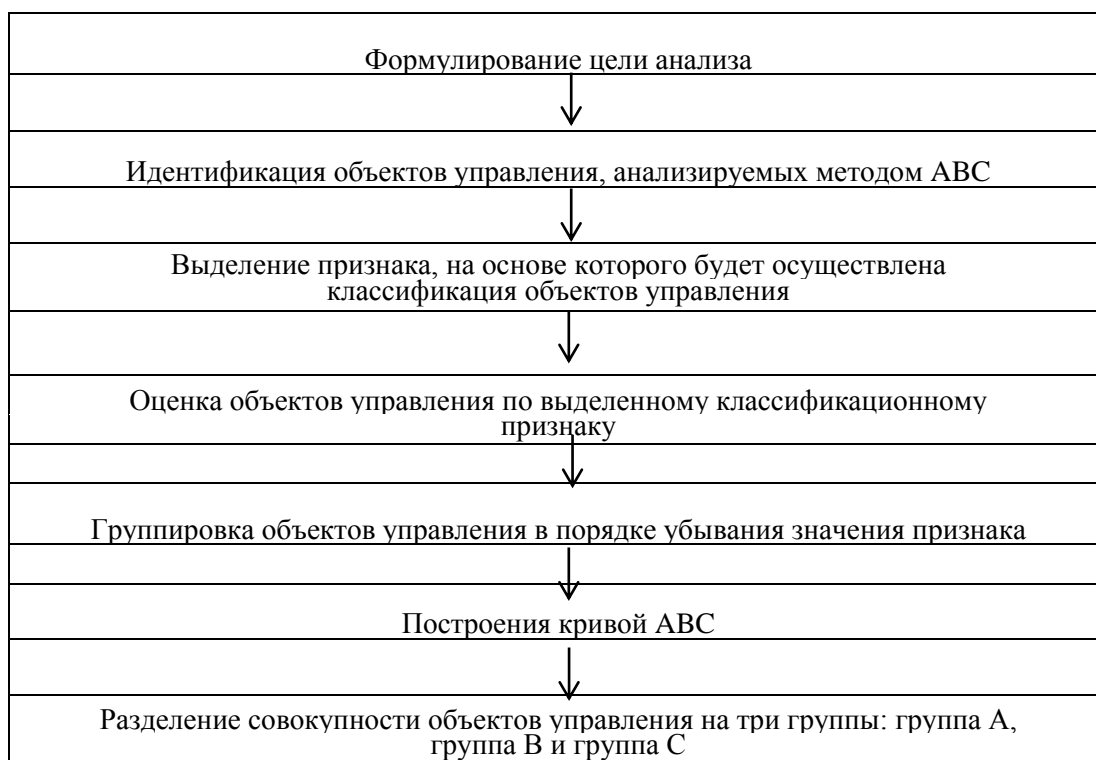 Формулирование цели анализа
Идентификация объектов управления, анализируемых методом АВС
Выделение признака, на основе которого будет осуществлена
классификация объектов управления
Оценка объектов управления по выделенному классификационному
признаку
Группировка объектов управления в порядке убывания значения признака
Построения кривой АВС
Разделение совокупности объектов управления на три группы: группа А,
группа В и группа С